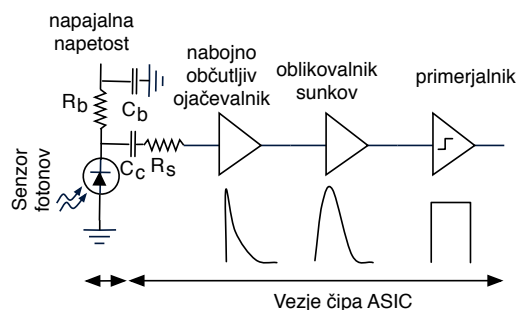 napajalna
napetost
nabojno
občutljiv
ojačevalnik
oblikovalnik
sunkov
primerjalnik
Rb
Cb
Cc
Rs
Senzor
fotonov
Vezje čipa ASIC